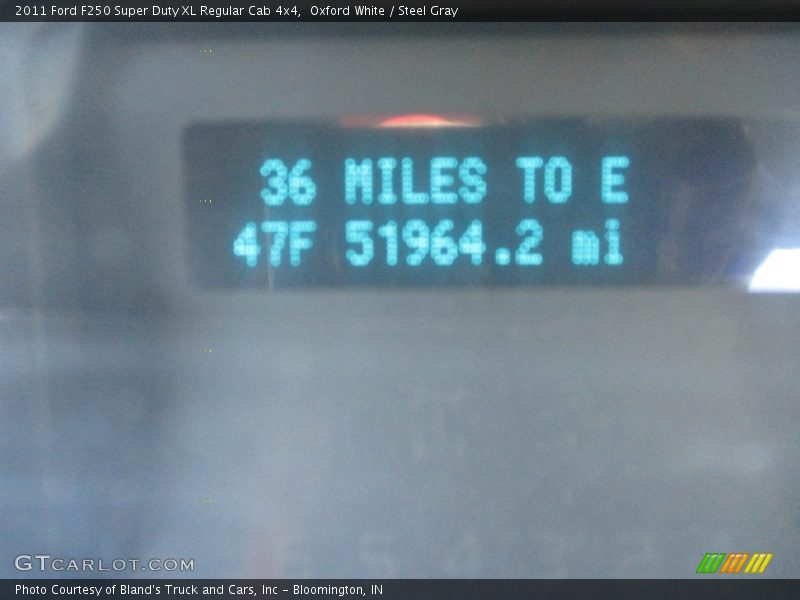 2011 Ford F250 Super Duty XL Regular Cab 4x4,  Oxford White / Steel Gray
36 MILES TO E
47F 51964.2 mi
GTCARLOT.COM
Photo Courtesy of Bland's Truck and Cars, Inc – Bloomington, IN